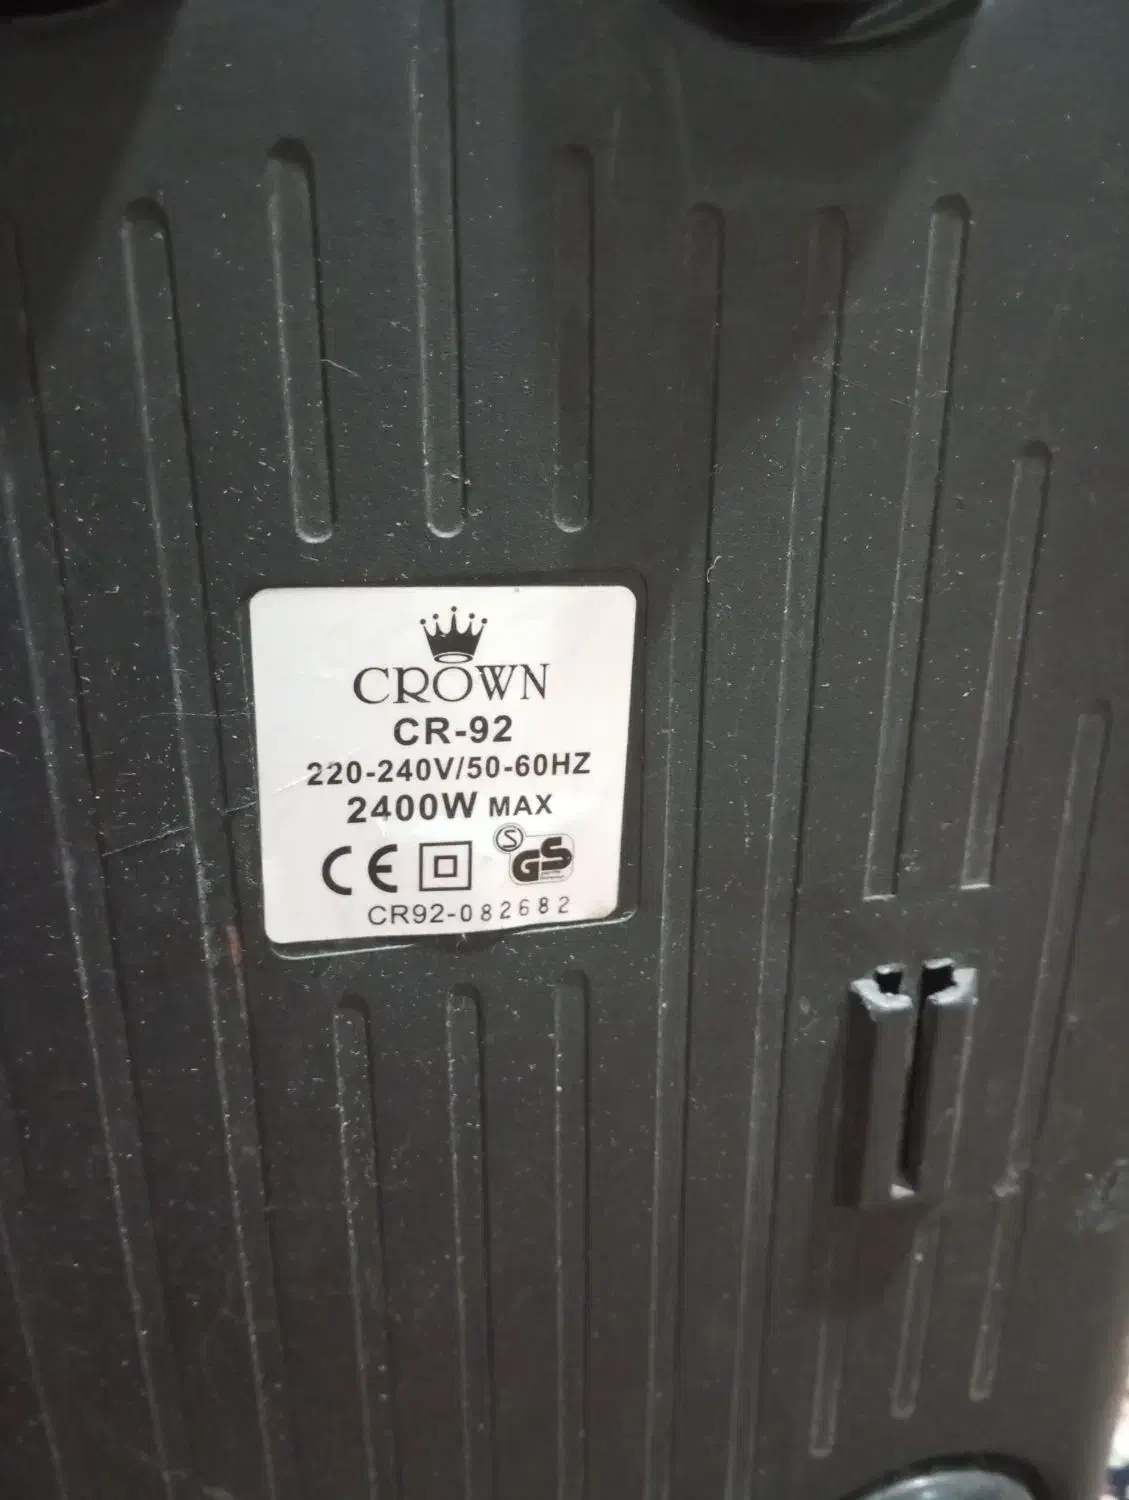 CROWN
CR-92
220-240V/50-60HZ
2400W MAX
CE S GS
CR92-082682